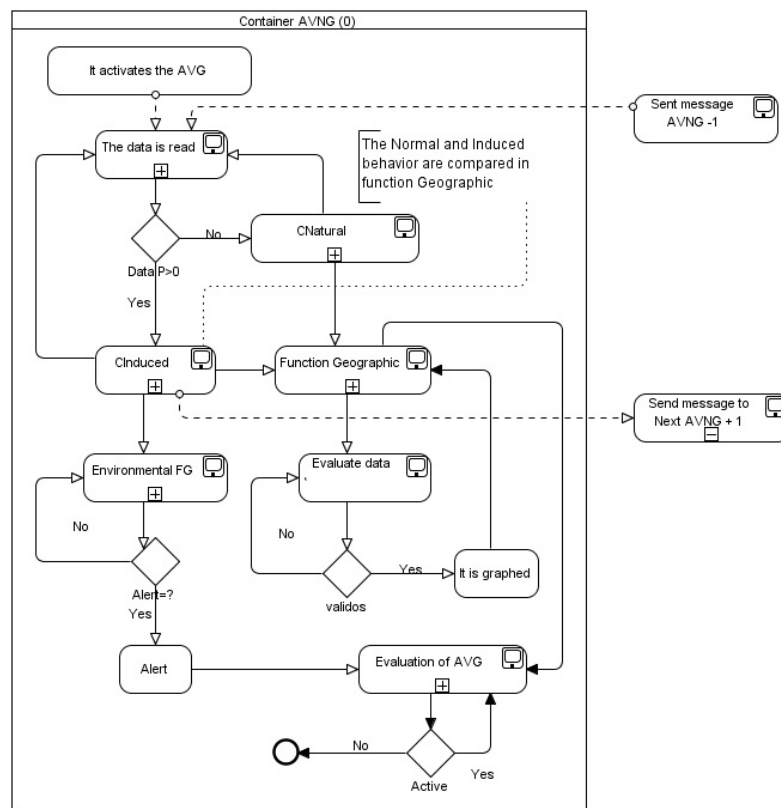 Container AVNG (0)
It activates the AVG
Sent message
AVNG -1
The data is read
The Normal and Induced
behavior are compared in
function Geographic
No
CNatural
Data P>0
Yes
CInduced
Function Geographic
Send message to
Next AVNG + 1
Environmental FG
Evaluate data
No
No
Yes
It is graphed
Alert=?
validos
Yes
Alert
Evaluation of AVG
No
Yes
Active